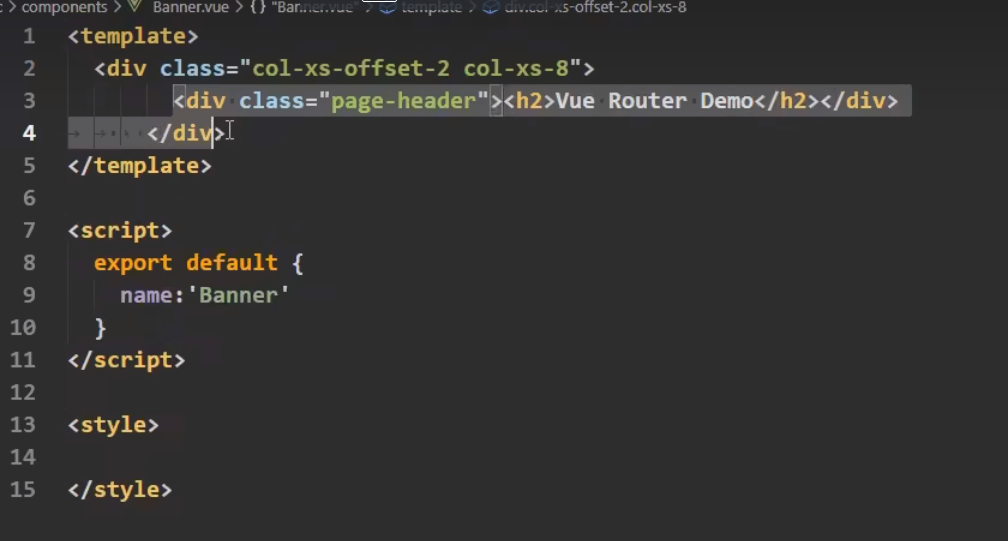 components > Banner.vue > {} "Banner.vue" > template > div.col-xs-offset-2.col-xs-8
1 <template>
2 <div class="col-xs-offset-2 col-xs-8">
3 <div class="page-header"><h2>Vue Router Demo</h2></div>
4 </div>
5 </template>
6
7 <script>
8 export default {
9 name:'Banner'
10 }
11 </script>
12
13 <style>
14
15 </style>